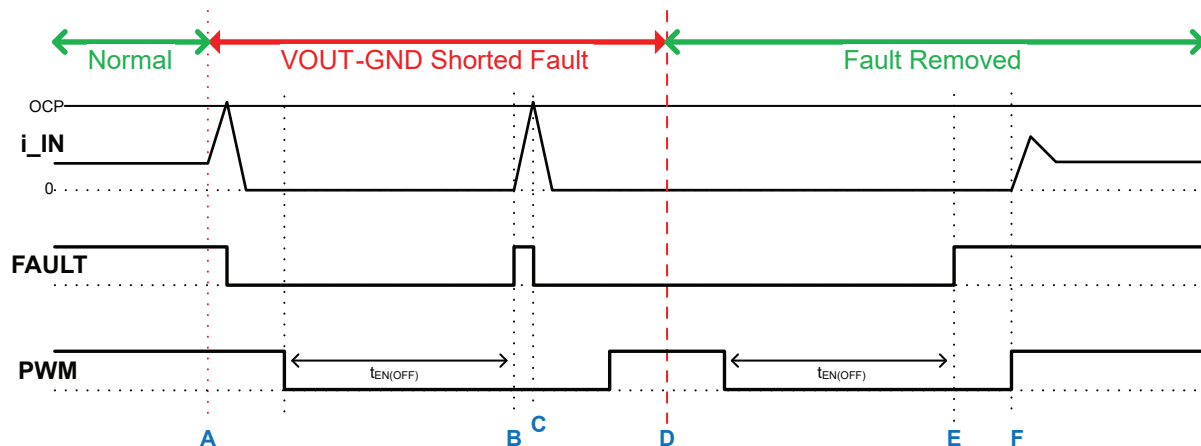 Normal
VOUT-GND Shorted Fault
Fault Removed
OCP
i_IN
0
FAULT
PWM
tEN(OFF)
tEN(OFF)
A
B
C
D
E
F